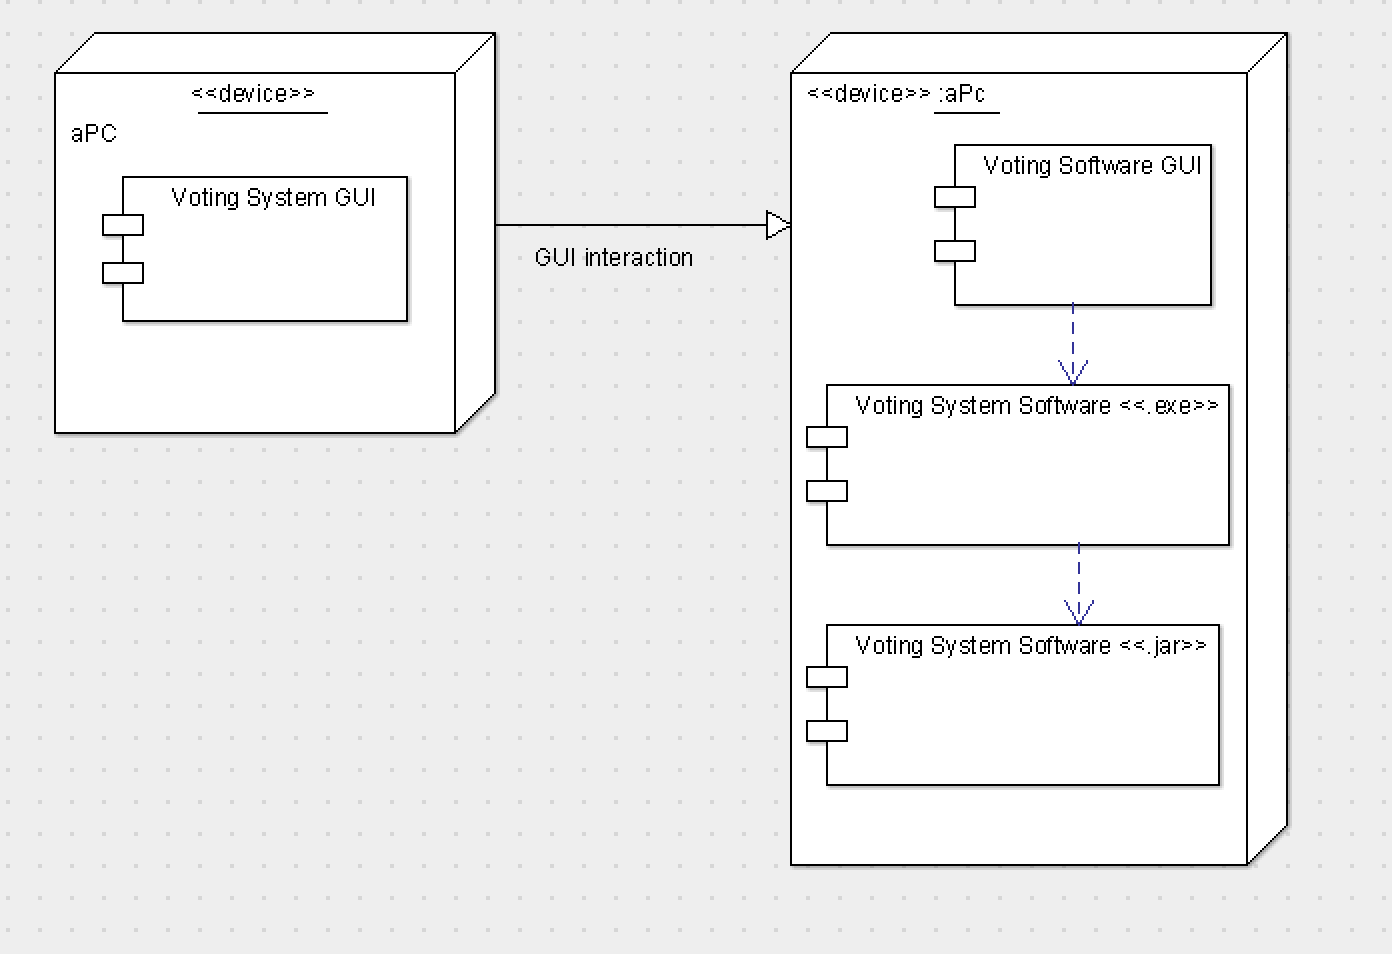 <<device>>
aPC
Voting System GUI
GUI interaction
<<device>> :aPc
Voting Software GUI
Voting System Software <<.exe>>
Voting System Software <<.jar>>